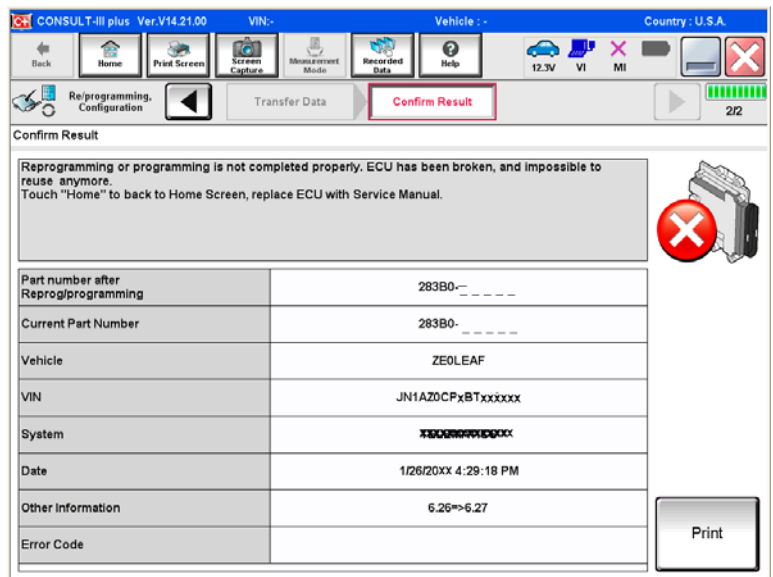 CONSULT-III plus Ver.V14.21.00 VIN:- Vehicle : - Country : U.S.A.
Back Home Print Screen Screen Capture Measurement Mode Recorded Data Help 12.3V VI MI
Re/programming, Configuration Transfer Data Confirm Result 2/2
Confirm Result
Reprogramming or programming is not completed properly. ECU has been broken, and impossible to
reuse anymore.
Touch "Home" to back to Home Screen, replace ECU with Service Manual.
Part number after
Reprog/programming
283B0-_ _ _ _ _
Current Part Number
283B0-_ _ _ _ _
Vehicle
ZE0LEAF
VIN
JN1AZ0CPxBTxxxxxx
System
Date
1/26/20XX 4:29:18 PM
Other Information
6.26=>6.27
Error Code
Print